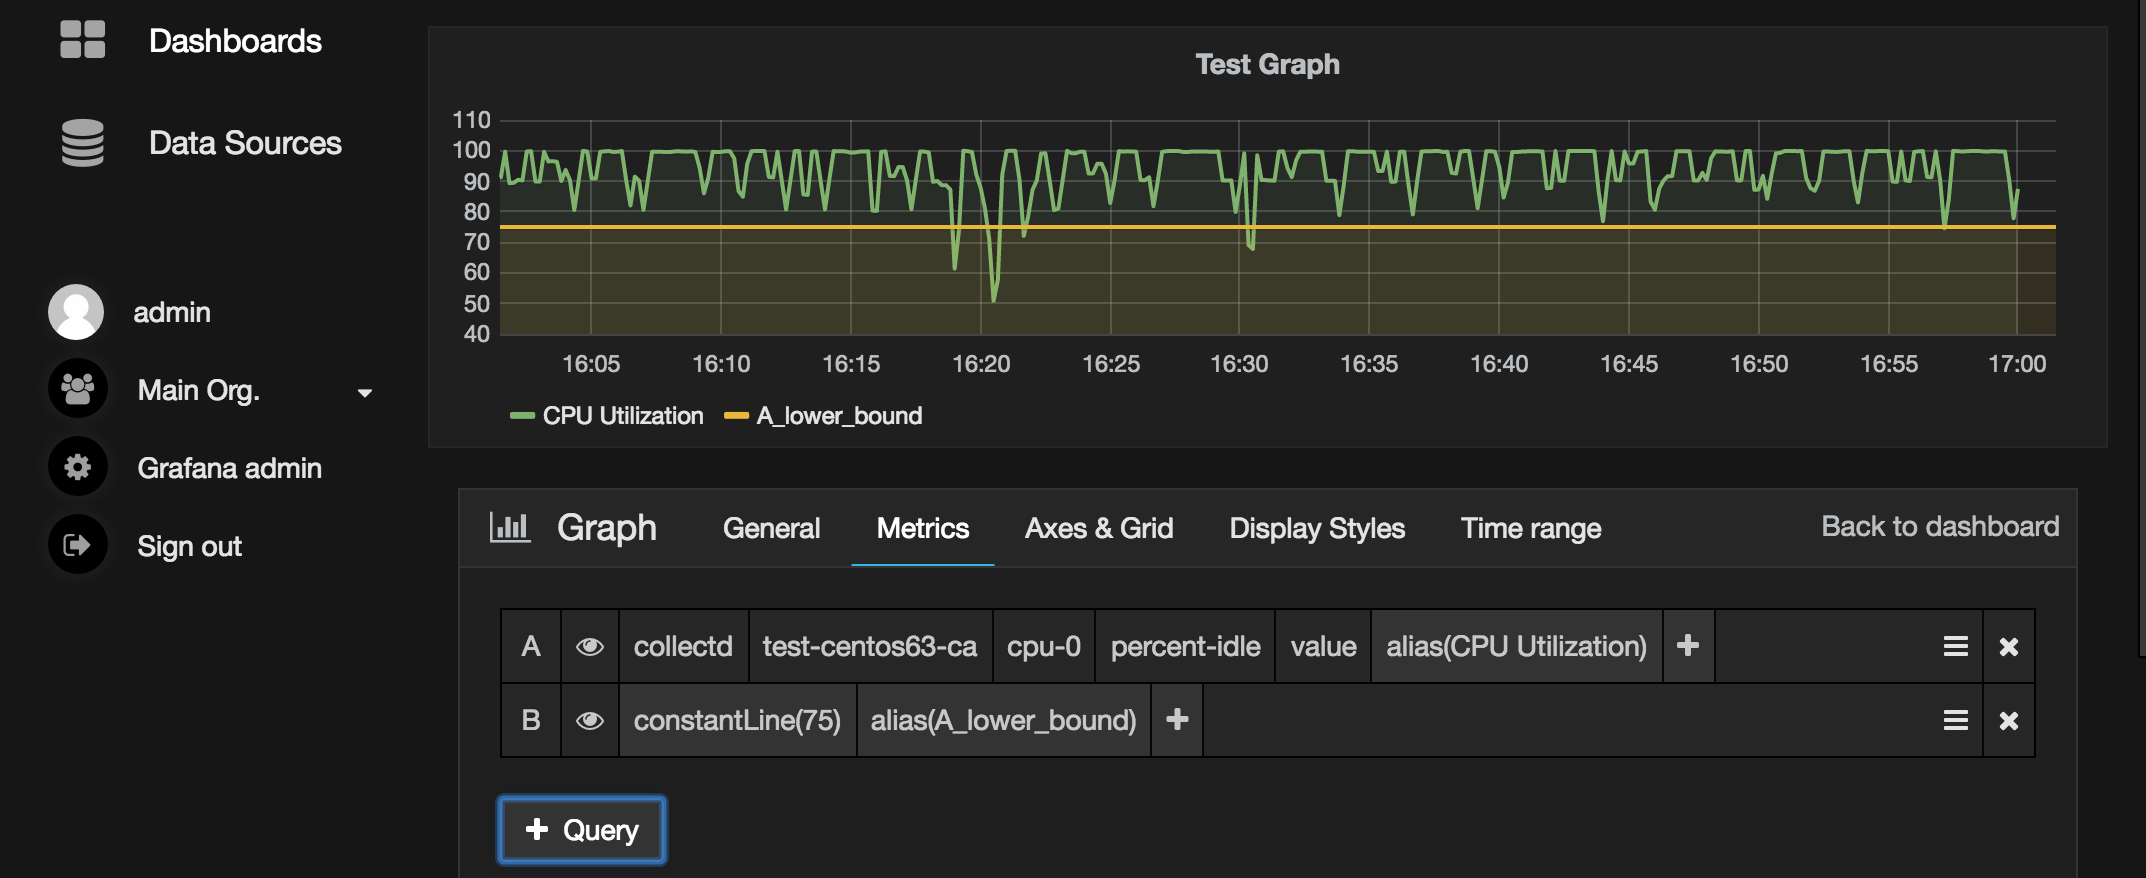 Dashboards
Data Sources
admin
Main Org.
Grafana admin
Sign out
Test Graph
110
100
90
80
70
60
50
40
16:05 16:10 16:15 16:20 16:25 16:30 16:35 16:40 16:45 16:50 16:55 17:00
CPU Utilization A_lower_bound
Graph General Metrics Axes & Grid Display Styles Time range Back to dashboard
A collectd test-centos63-ca cpu-0 percent-idle value alias(CPU Utilization) +
B constantLine(75) alias(A_lower_bound) +
+ Query